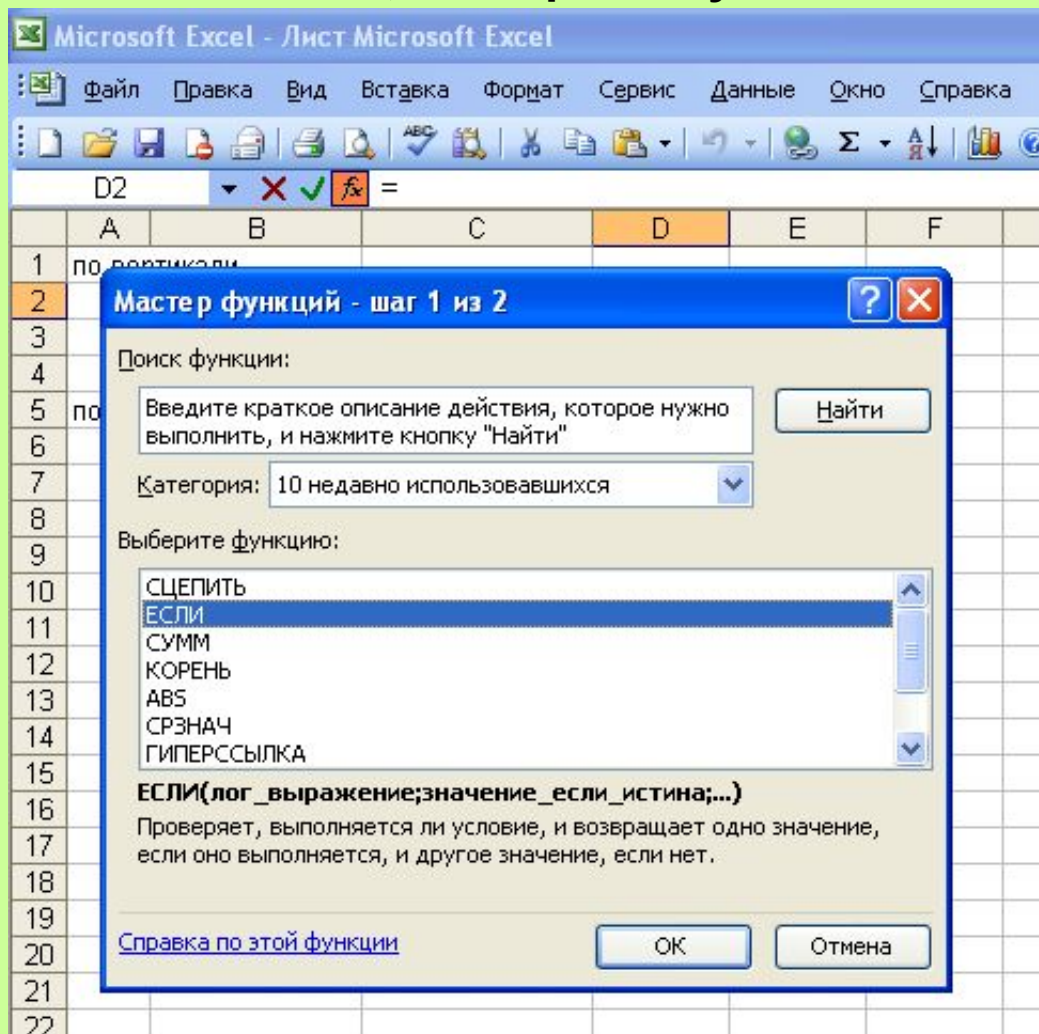 Microsoft Excel - Лист Microsoft Excel
Файл Правка Вид Вставка Формат Сервис Данные Окно Справка
D2 fx =
A B C D E F
1 по вертикали
2
3
4
5 по
6
7
8
9
10
11
12
13
14
15
16
17
18
19
20
21
22
Мастер функций - шаг 1 из 2
Поиск функции:
Введите краткое описание действия, которое нужно
выполнить, и нажмите кнопку "Найти"
Найти
Категория: 10 недавно использовавшихся
Выберите функцию:
СЦЕПИТЬ
ЕСЛИ
СУММ
КОРЕНЬ
ABS
СРЗНАЧ
ГИПЕРССЫЛКА
ЕСЛИ(лог_выражение;значение_если_истина;...)
Проверяет, выполняется ли условие, и возвращает одно значение,
если оно выполняется, и другое значение, если нет.
Справка по этой функции
ОК Отмена